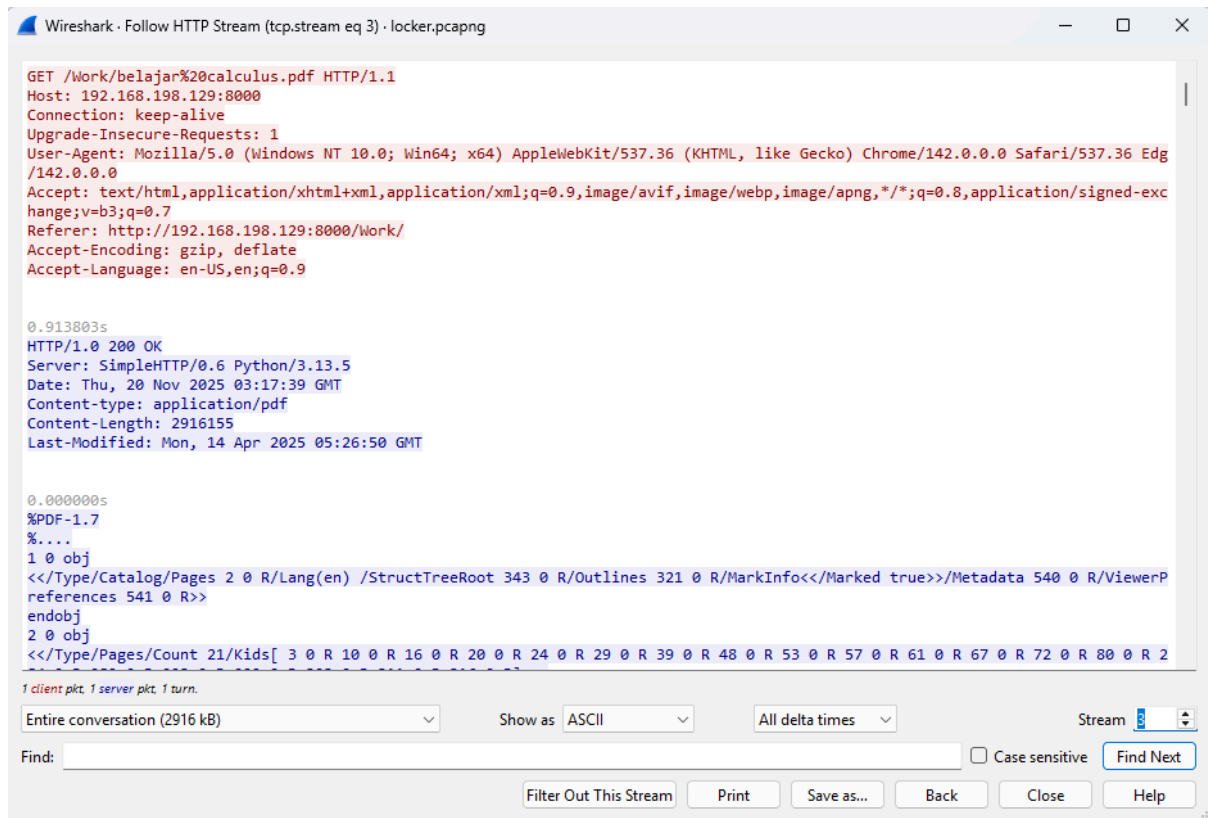 Wireshark · Follow HTTP Stream (tcp.stream eq 3) · locker.pcapng
GET /Work/belajar%20calculus.pdf HTTP/1.1
Host: 192.168.198.129:8000
Connection: keep-alive
Upgrade-Insecure-Requests: 1
User-Agent: Mozilla/5.0 (Windows NT 10.0; Win64; x64) AppleWebKit/537.36 (KHTML, like Gecko) Chrome/142.0.0.0 Safari/537.36 Edg
/142.0.0.0
Accept: text/html,application/xhtml+xml,application/xml;q=0.9,image/avif,image/webp,image/apng,*/*;q=0.8,application/signed-exc
hange;v=b3;q=0.7
Referer: http://192.168.198.129:8000/Work/
Accept-Encoding: gzip, deflate
Accept-Language: en-US,en;q=0.9
0.913803s
HTTP/1.0 200 OK
Server: SimpleHTTP/0.6 Python/3.13.5
Date: Thu, 20 Nov 2025 03:17:39 GMT
Content-type: application/pdf
Content-Length: 2916155
Last-Modified: Mon, 14 Apr 2025 05:26:50 GMT
0.000000s
%PDF-1.7
%....
1 0 obj
<</Type/Catalog/Pages 2 0 R/Lang(en) /StructTreeRoot 343 0 R/Outlines 321 0 R/MarkInfo<</Marked true>>/Metadata 540 0 R/ViewerP
references 541 0 R>>
endobj
2 0 obj
<</Type/Pages/Count 21/Kids[ 3 0 R 10 0 R 16 0 R 20 0 R 24 0 R 29 0 R 39 0 R 48 0 R 53 0 R 57 0 R 61 0 R 67 0 R 72 0 R 80 0 R 2
1 client pkt, 1 server pkt, 1 turn.
Entire conversation (2916 kB) Show as ASCII All delta times Stream 3
Find: Case sensitive Find Next
Filter Out This Stream Print Save as... Back Close Help